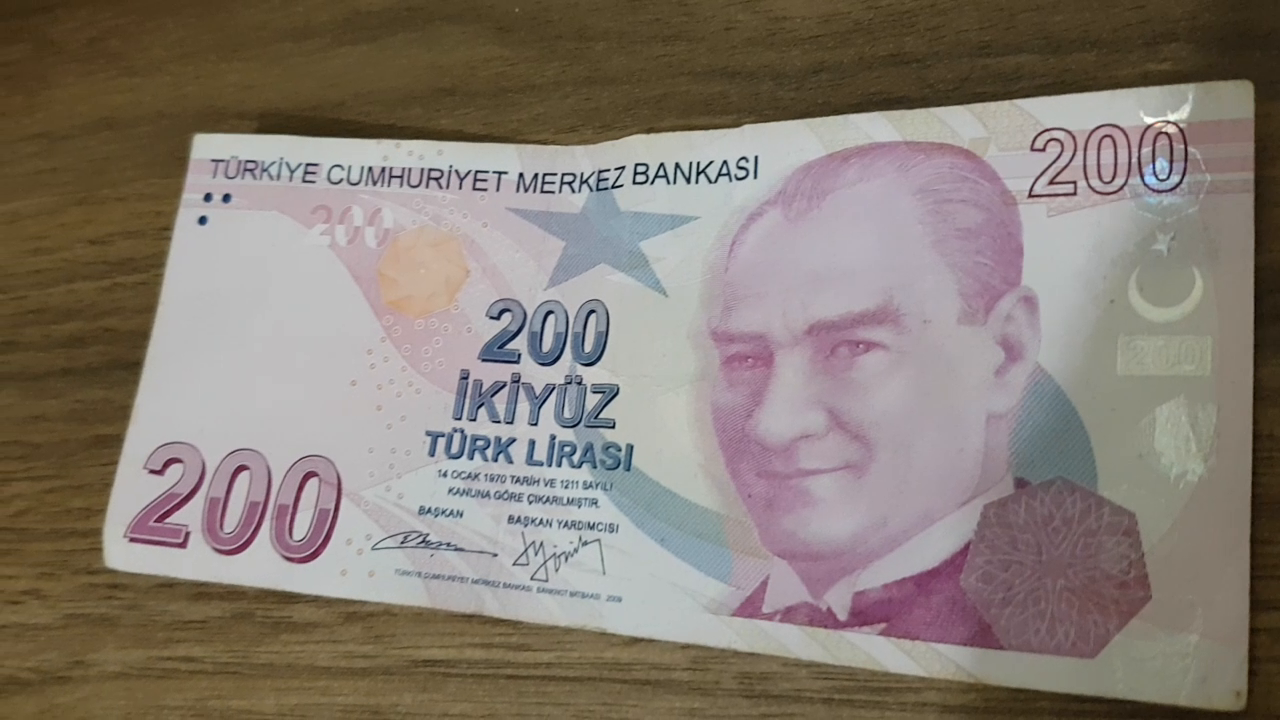 TÜRKİYE CUMHURİYET MERKEZ BANKASI
200
200
200
İKİYÜZ
TÜRK LİRASI
14 OCAK 1970 TARİH VE 1211 SAYILI
KANUNA GÖRE ÇIKARILMIŞTIR.
BAŞKAN
BAŞKAN YARDIMCISI
TÜRKİYE CUMHURİYET MERKEZ BANKASI BANKNOT MATBAASI 2009
200
200